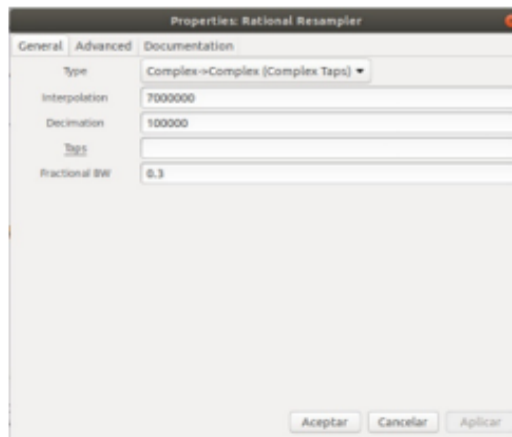 Properties: Rational Resampler
General Advanced Documentation
Type Complex->Complex (Complex Taps)
Interpolation 7000000
Decimation 100000
Taps
Fractional BW 0.3
Aceptar Cancelar Aplicar